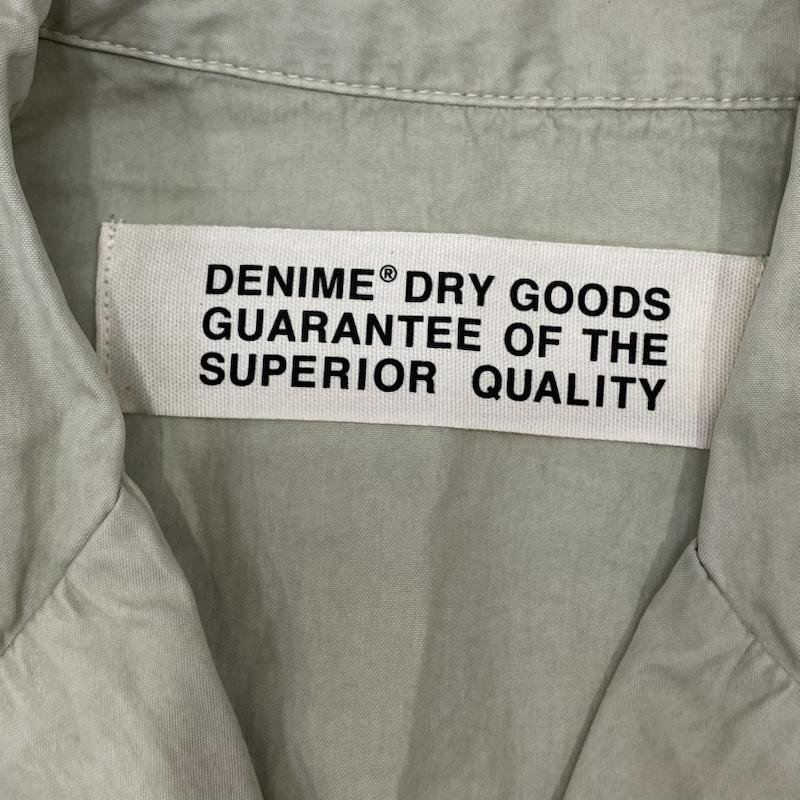 DENIME® DRY GOODS
GUARANTEE OF THE
SUPERIOR QUALITY